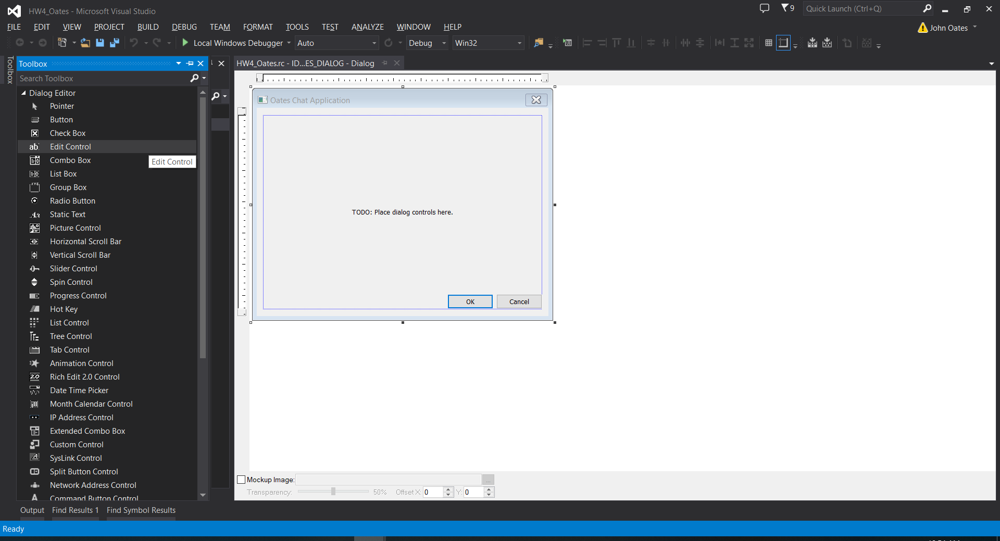 HW4_Oates - Microsoft Visual Studio
9
Quick Launch (Ctrl+Q)
FILE EDIT VIEW PROJECT BUILD DEBUG TEAM FORMAT TOOLS TEST ANALYZE WINDOW HELP
John Oates
Local Windows Debugger Auto Debug Win32
Toolbox
Toolbox
HW4_Oates.rc - ID...ES_DIALOG - Dialog
Search Toolbox
Dialog Editor
Pointer
Button
Check Box
Edit Control
Combo Box
Edit Control
List Box
Group Box
Radio Button
Static Text
Picture Control
Horizontal Scroll Bar
Vertical Scroll Bar
Slider Control
Spin Control
Progress Control
Hot Key
List Control
Tree Control
Tab Control
Animation Control
2.0 Rich Edit 2.0 Control
Date Time Picker
Month Calendar Control
IP Address Control
Extended Combo Box
Custom Control
SysLink Control
Split Button Control
Network Address Control
Command Button Control
Oates Chat Application
TODO: Place dialog controls here.
OK Cancel
Mockup Image: ...
Transparency: 50% Offset X: 0 Y: 0
Output Find Results 1 Find Symbol Results
Ready